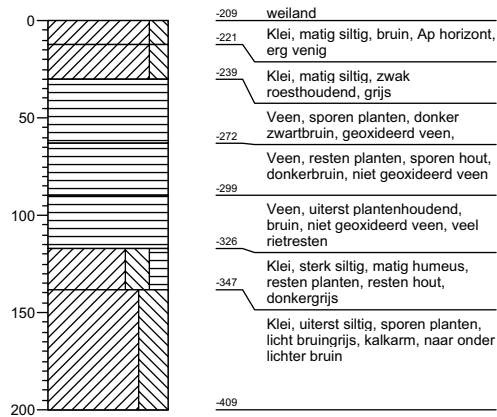 0
50
100
150
200
-209 weiland
-221 Klei, matig siltig, bruin, Ap horizont,
erg venig
-239 Klei, matig siltig, zwak
roesthoudend, grijs
Veen, sporen planten, donker
-272 zwartbruin, geoxideerd veen,
Veen, resten planten, sporen hout,
donkerbruin, niet geoxideerd veen
-299
Veen, uiterst plantenhoudend,
bruin, niet geoxideerd veen, veel
-326 rietresten
Klei, sterk siltig, matig humeus,
-347 resten planten, resten hout,
donkergrijs
Klei, uiterst siltig, sporen planten,
licht bruingrijs, kalkarm, naar onder
lichter bruin
-409